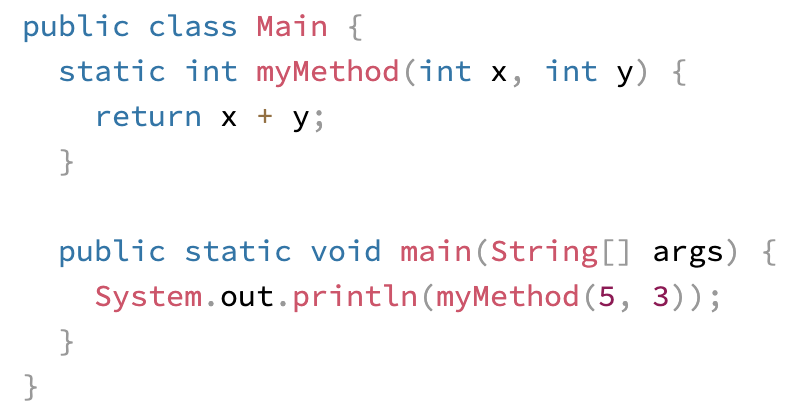 public class Main {
  static int myMethod(int x, int y) {
    return x + y;
  }

  public static void main(String[] args) {
    System.out.println(myMethod(5, 3));
  }
}